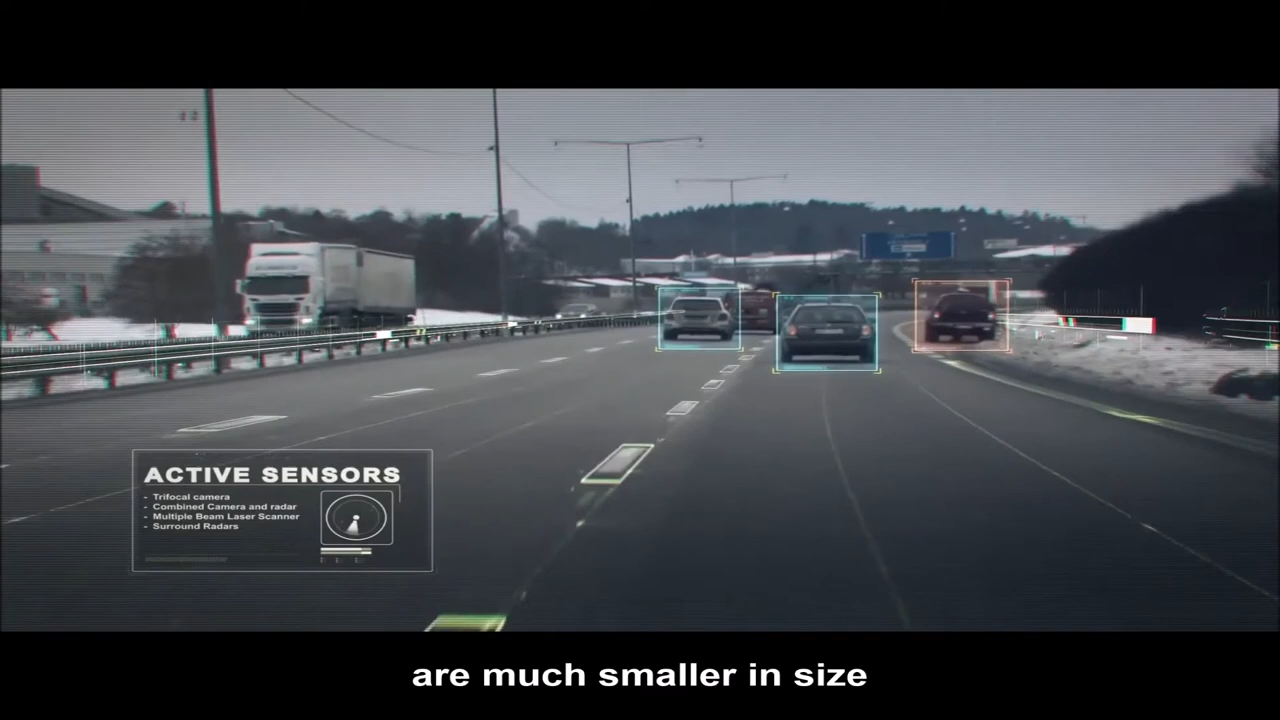 ACTIVE SENSORS
- Trifocal camera
- Combined Camera and radar
- Multiple Beam Laser Scanner
- Surround Radars
are much smaller in size